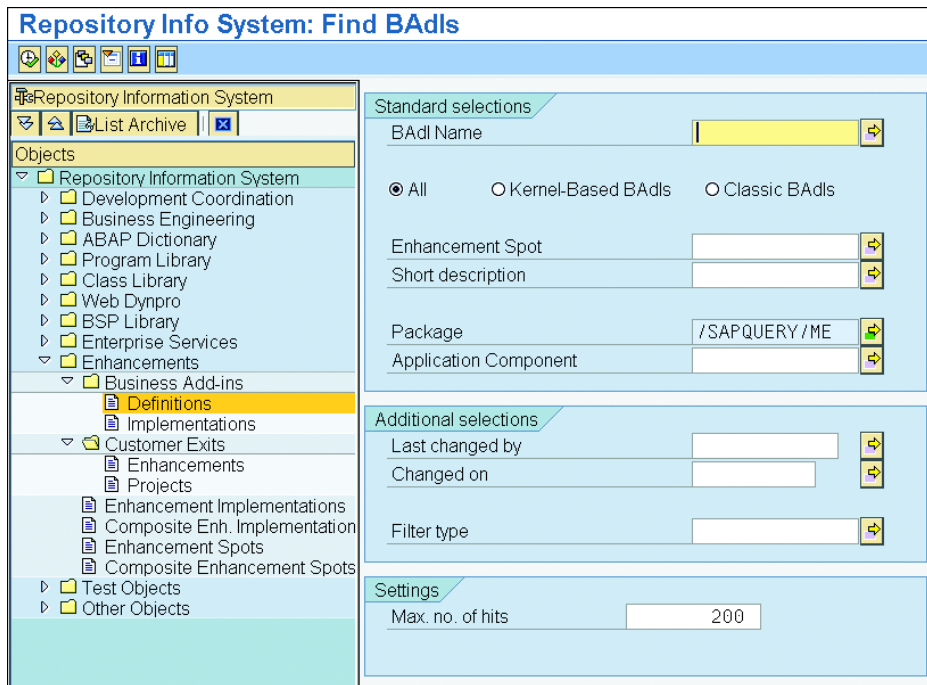 Repository Info System: Find BAdIs
Repository Information System
List Archive
Objects
Repository Information System
Development Coordination
Business Engineering
ABAP Dictionary
Program Library
Class Library
Web Dynpro
BSP Library
Enterprise Services
Enhancements
Business Add-ins
Definitions
Implementations
Customer Exits
Enhancements
Projects
Enhancement Implementations
Composite Enh. Implementation
Enhancement Spots
Composite Enhancement Spots
Test Objects
Other Objects
Standard selections
BAdI Name
All Kernel-Based BAdIs Classic BAdIs
Enhancement Spot
Short description
Package /SAPQUERY/ME
Application Component
Additional selections
Last changed by
Changed on
Filter type
Settings
Max. no. of hits 200